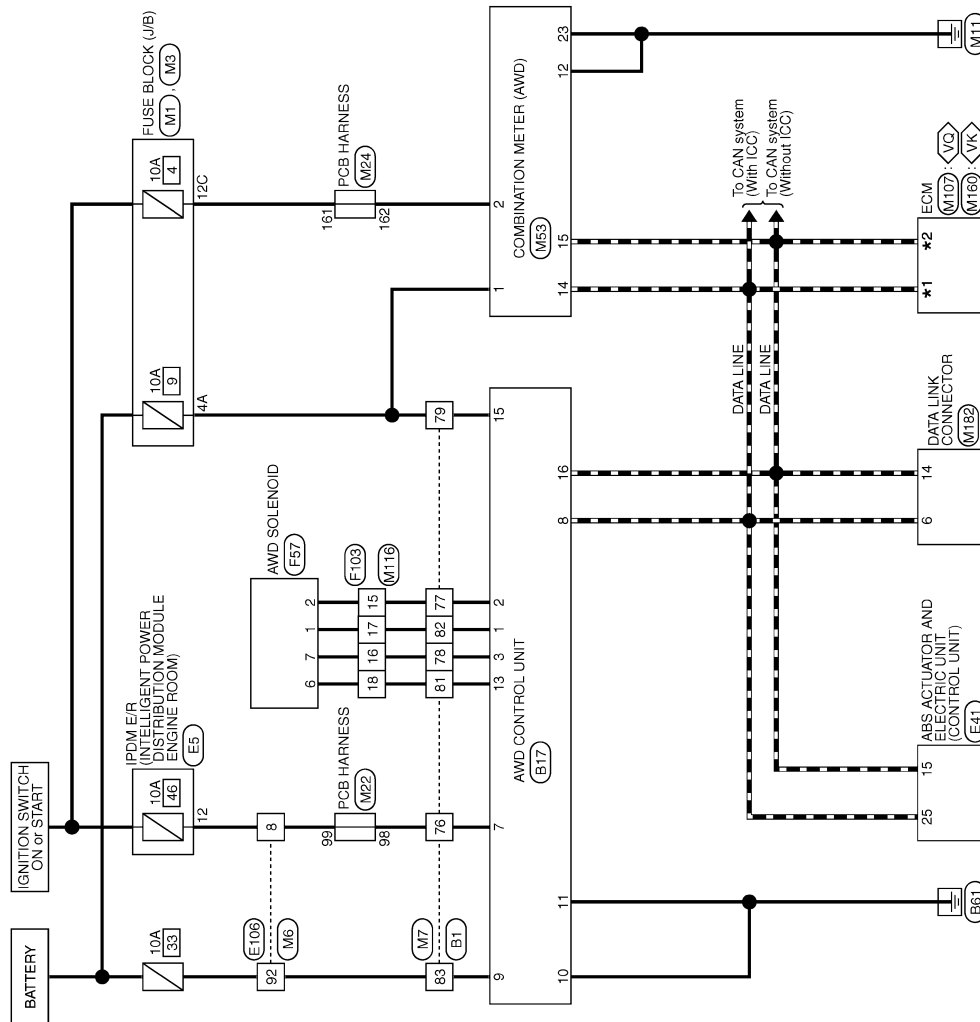 BATTERY
IGNITION SWITCH
ON or START
10A
33
IPDM E/R
(INTELLIGENT POWER
DISTRIBUTION MODULE
ENGINE ROOM)
E5
10A
46
12
10A
9
4A
10A
4
12C
FUSE BLOCK (J/B)
M1 , M3
E106
M6
92
8
99
98
PCB HARNESS
M22
AWD SOLENOID
F57
6
7
1
2
18
16
17
15
F103
M116
161
162
PCB HARNESS
M24
M7
B1
83
76
81
78
82
77
79
9
7
13
3
1
2
15
AWD CONTROL UNIT
B17
10
11
8
16
1
2
COMBINATION METER (AWD)
M53
14
15
12
23
DATA LINE
DATA LINE
To CAN system
(With ICC)
To CAN system
(Without ICC)
B61
25
15
ABS ACTUATOR AND
ELECTRIC UNIT
(CONTROL UNIT)
E41
6
14
DATA LINK
CONNECTOR
M182
*1
*2
ECM
M107 : VQ
M160 : VK
M11